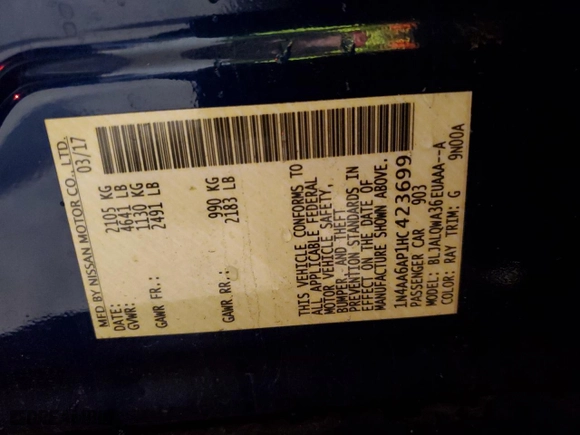 MFD BY NISSAN MOTOR CO., LTD.
DATE: 03/17
GVWR: 2105 KG
4641 LB
GAWR FR.: 1130 KG
2491 LB
GAWR RR.: 990 KG
2183 LB
THIS VEHICLE CONFORMS TO
ALL APPLICABLE FEDERAL
MOTOR VEHICLE SAFETY,
BUMPER, AND THEFT
PREVENTION STANDARDS IN
EFFECT ON THE DATE OF
MANUFACTURE SHOWN ABOVE.
1N4AA6AP1HC423699
PASSENGER CAR 903
MODEL: BLJALQWA36EUAAA--A
COLOR: RAY TRIM: G 9N00A